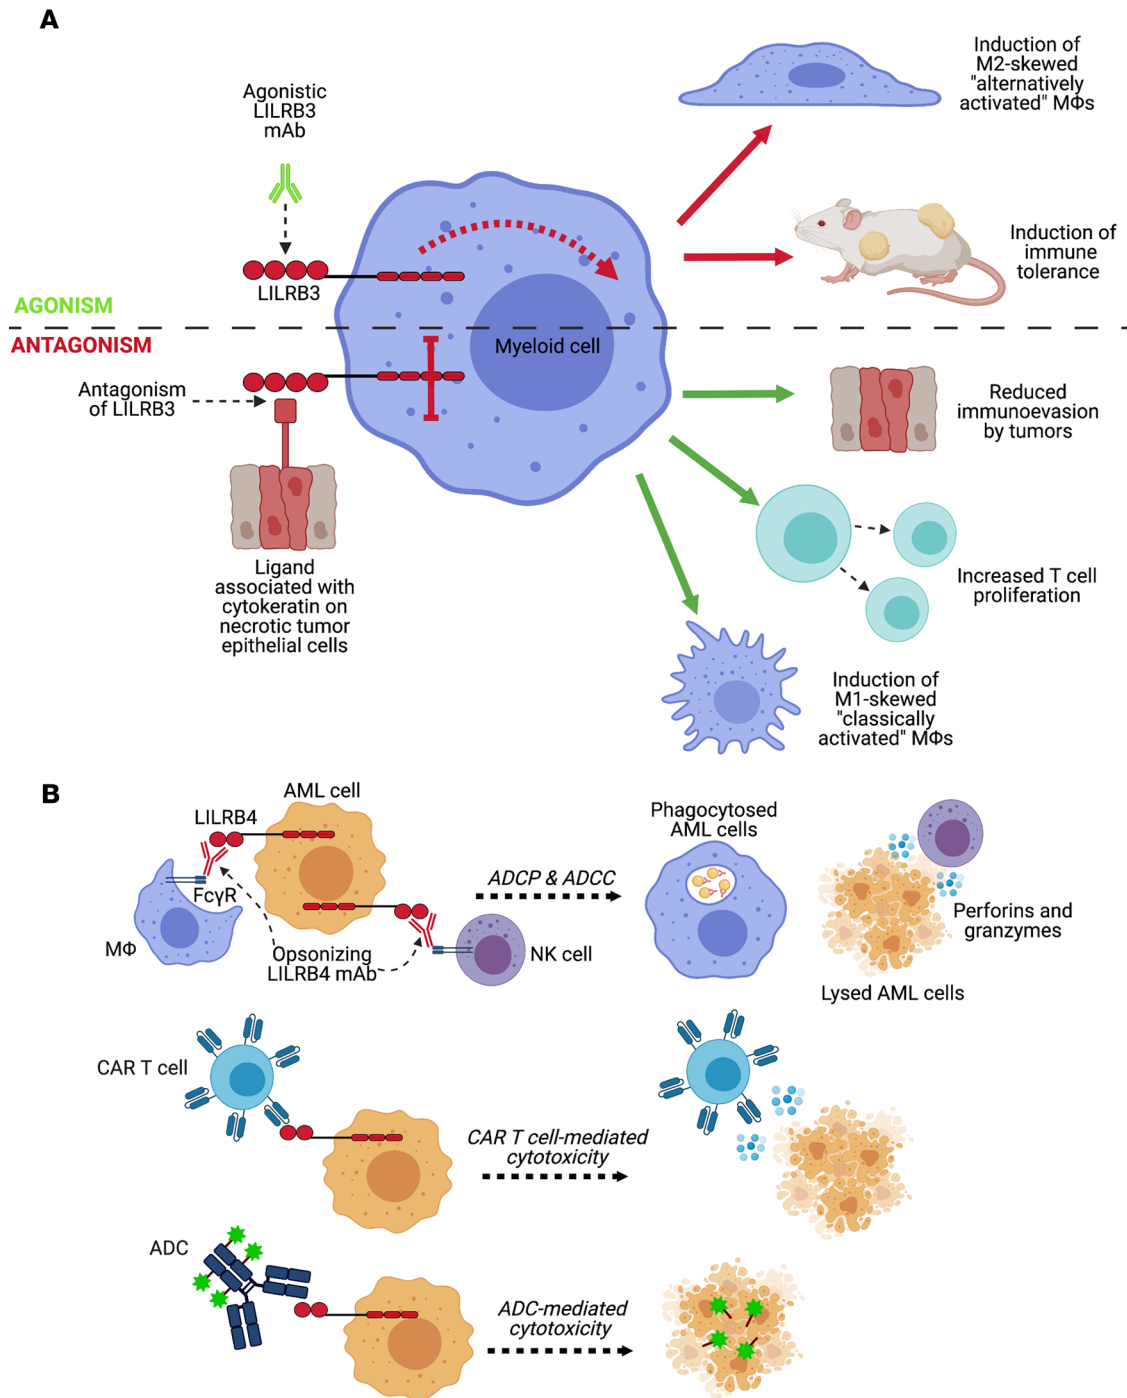 A
Agonistic
LILRB3
mAb
LILRB3
AGONISM
ANTAGONISM
Antagonism
of LILRB3
Ligand
associated with
cytokeratin on
necrotic tumor
epithelial cells
Myeloid cell
Induction of
M2-skewed
"alternatively
activated" MΦs
Induction of
immune
tolerance
Reduced
immunoevasion
by tumors
Increased T cell
proliferation
Induction of
M1-skewed
"classically
activated" MΦs
B
AML cell
LILRB4
FcγR
MΦ
Opsonizing
LILRB4 mAb
NK cell
ADCP & ADCC
Phagocytosed
AML cells
Perforins and
granzymes
Lysed AML cells
CAR T cell
CAR T cell-mediated
cytotoxicity
ADC
ADC-mediated
cytotoxicity